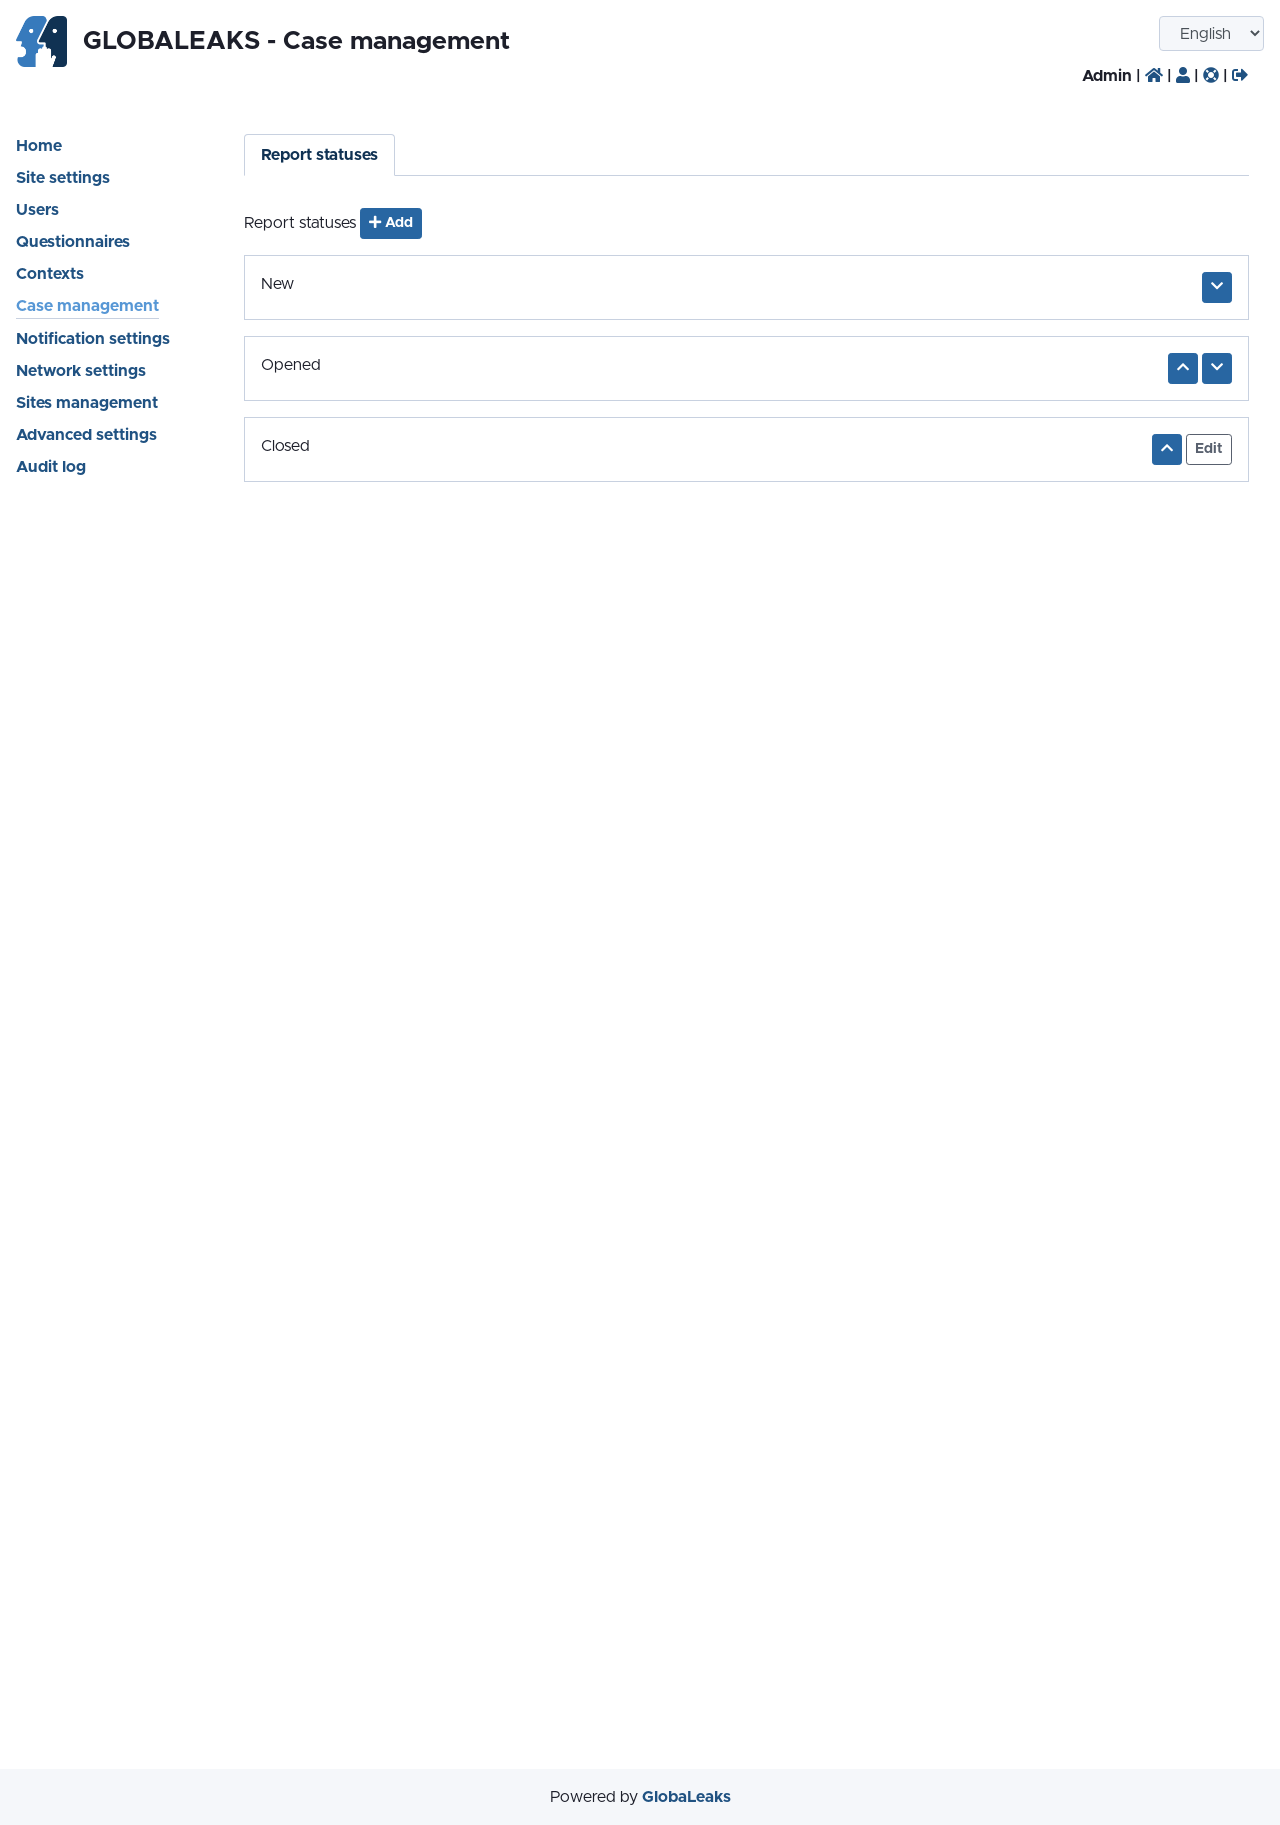 GLOBALEAKS - Case management
English
Admin | | | |
Home
Site settings
Users
Questionnaires
Contexts
Case management
Notification settings
Network settings
Sites management
Advanced settings
Audit log
Report statuses
Report statuses Add
New
Opened
Closed
Edit
Powered by GlobaLeaks